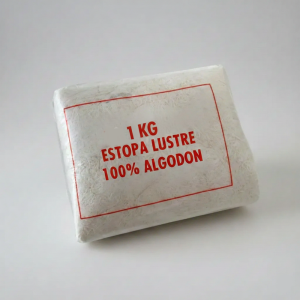 1 KG
ESTOPA LUSTRE
100% ALGODON